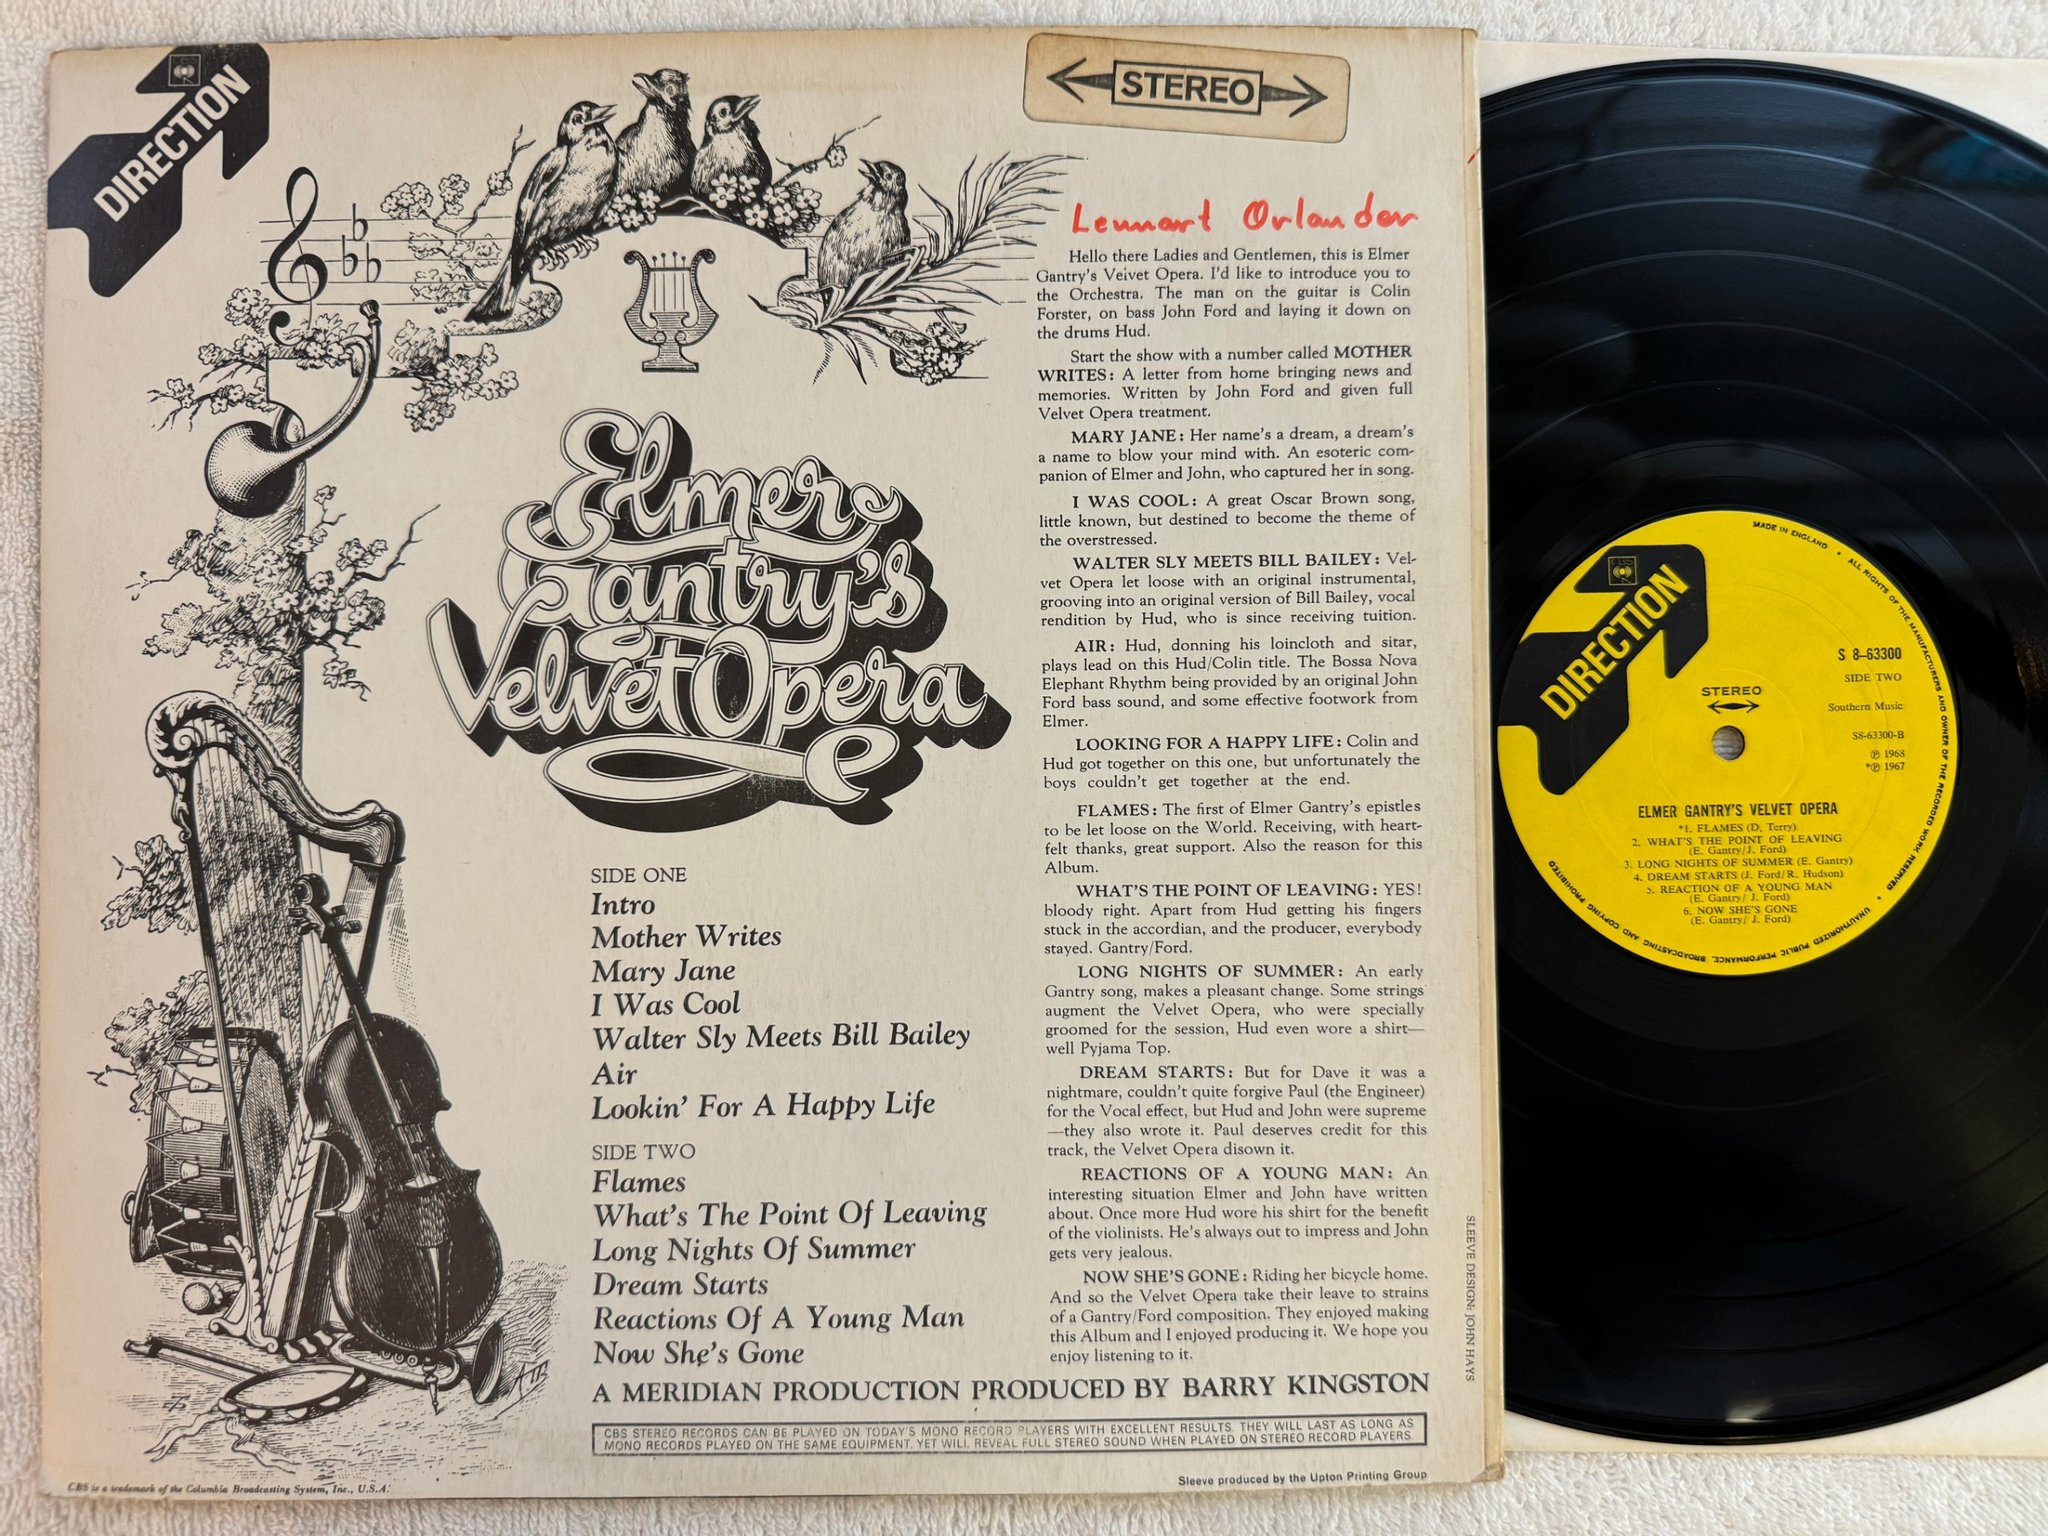 DIRECTION
STEREO
Lennart Orlander
Hello there Ladies and Gentlemen, this is Elmer
Gantry's Veivet Opera. I'd like to introduce you to
the Orchestra. The man on the guitar is Colin
Forster, on bass John Ford and laying it down on
the drums Hud.
Start the show with a number called MOTHER
WRITES: A letter from home bringing news and
memories. Written by John Ford and given full
Velvet Opera treatment.
MARY JANE: Her name's a dream, a dream's
a name to blow your mind with. An esoteric com-
panion of Elmer and John, who captured her in song.
I WAS COOL: A great Oscar Brown song,
little known, but destined to become the theme of
the overstressed.
WALTER SLY MEETS BILL BAILEY: Vel-
vet Opera let loose with an original instrumental,
grooving into an original version of Bill Bailey, vocal
rendition by Hud, who is since receiving tuition.
AIR: Hud, donning his loincloth and sitar,
plays lead on this Hud/Colin title. The Bossa Nova
Elephant Rhythm being provided by an original John
Ford bass sound, and some effective footwork from
Elmer.
LOOKING FOR A HAPPY LIFE: Colin and
Hud got together on this one, but unfortunately the
boys couldn't get together at the end.
FLAMES: The first of Elmer Gantry's epistles
to be let loose on the World. Receiving, with heart-
felt thanks, great support. Also the reason for this
Album.
WHAT'S THE POINT OF LEAVING: YES!
bloody right. Apart from Hud getting his fingers
stuck in the accordian, and the producer, everybody
stayed. Gantry/Ford.
LONG NIGHTS OF SUMMER: An early
Gantry song, makes a pleasant change. Some strings
augment the Velvet Opera, who were specially
groomed for the session, Hud even wore a shirt—
well Pyjama Top.
DREAM STARTS: But for Dave it was a
nightmare, couldn't quite forgive Paul (the Engineer)
for the Vocal effect, but Hud and John were supreme
—they also wrote it. Paul deserves credit for this
track, the Velvet Opera disown it.
REACTIONS OF A YOUNG MAN: An
interesting situation Elmer and John have written
about. Once more Hud wore his shirt for the benefit
of the violinists. He's always out to impress and John
gets very jealous.
NOW SHE'S GONE: Riding her bicycle home.
And so the Velvet Opera take their leave to strains
of a Gantry/Ford composition. They enjoyed making
this Album and I enjoyed producing it. We hope you
enjoy listening to it.
Elmer
Gantry's
Velvet Opera
SIDE ONE
Intro
Mother Writes
Mary Jane
I Was Cool
Walter Sly Meets Bill Bailey
Air
Lookin' For A Happy Life
SIDE TWO
Flames
What's The Point Of Leaving
Long Nights Of Summer
Dream Starts
Reactions Of A Young Man
Now She's Gone
A MERIDIAN PRODUCTION PRODUCED BY BARRY KINGSTON
CBS STEREO RECORDS CAN BE PLAYED ON TODAY'S MONO RECORD PLAYERS WITH EXCELLENT RESULTS. THEY WILL LAST AS LONG AS
MONO RECORDS PLAYED ON THE SAME EQUIPMENT, YET WILL REVEAL FULL STEREO SOUND WHEN PLAYED ON STEREO RECORD PLAYERS.
CBS is a trademark of the Columbia Broadcasting System, Inc., U.S.A.
Sleeve produced by the Upton Printing Group
SLEEVE DESIGN: JOHN HAYS
MADE IN ENGLAND • ALL RIGHTS OF THE MANUFACTURERS AND OWNER OF THE RECORDED WORK RESERVED • UNAUTHORIZED PUBLIC PERFORMANCE, BROADCASTING AND COPYING PROHIBITED
CBS
DIRECTION
S 8-63300
STEREO
SIDE TWO
Southern Music
S8-63300-B
℗ 1968
*℗ 1967
ELMER GANTRY'S VELVET OPERA
*1. FLAMES (D. Terry)
2. WHAT'S THE POINT OF LEAVING
(E. Gantry/J. Ford)
3. LONG NIGHTS OF SUMMER (E. Gantry)
4. DREAM STARTS (J. Ford/R. Hudson)
5. REACTION OF A YOUNG MAN
(E. Gantry/ J. Ford)
6. NOW SHE'S GONE
(E. Gantry/ J. Ford)